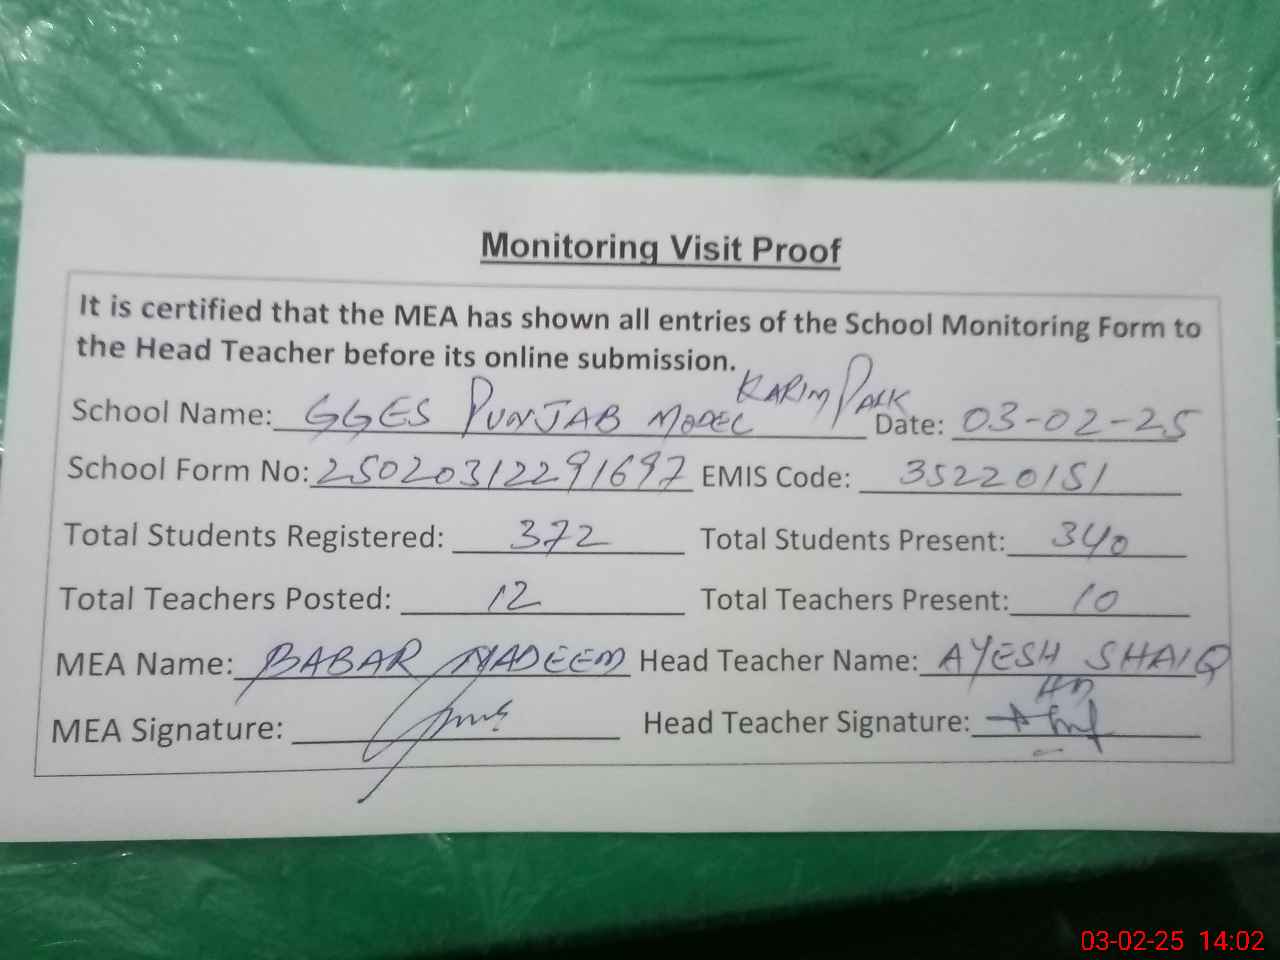 Monitoring Visit Proof
It is certified that the MEA has shown all entries of the School Monitoring Form to
the Head Teacher before its online submission.
School Name: GGES PUNJAB MODEL KARIM PARK Date: 03-02-25
School Form No: 25020312291697 EMIS Code: 35220151
Total Students Registered: 372 Total Students Present: 340
Total Teachers Posted: 12 Total Teachers Present: 10
MEA Name: BABAR NADEEM Head Teacher Name: AYESH SHAIQ
MEA Signature: Head Teacher Signature:
03-02-25 14:02